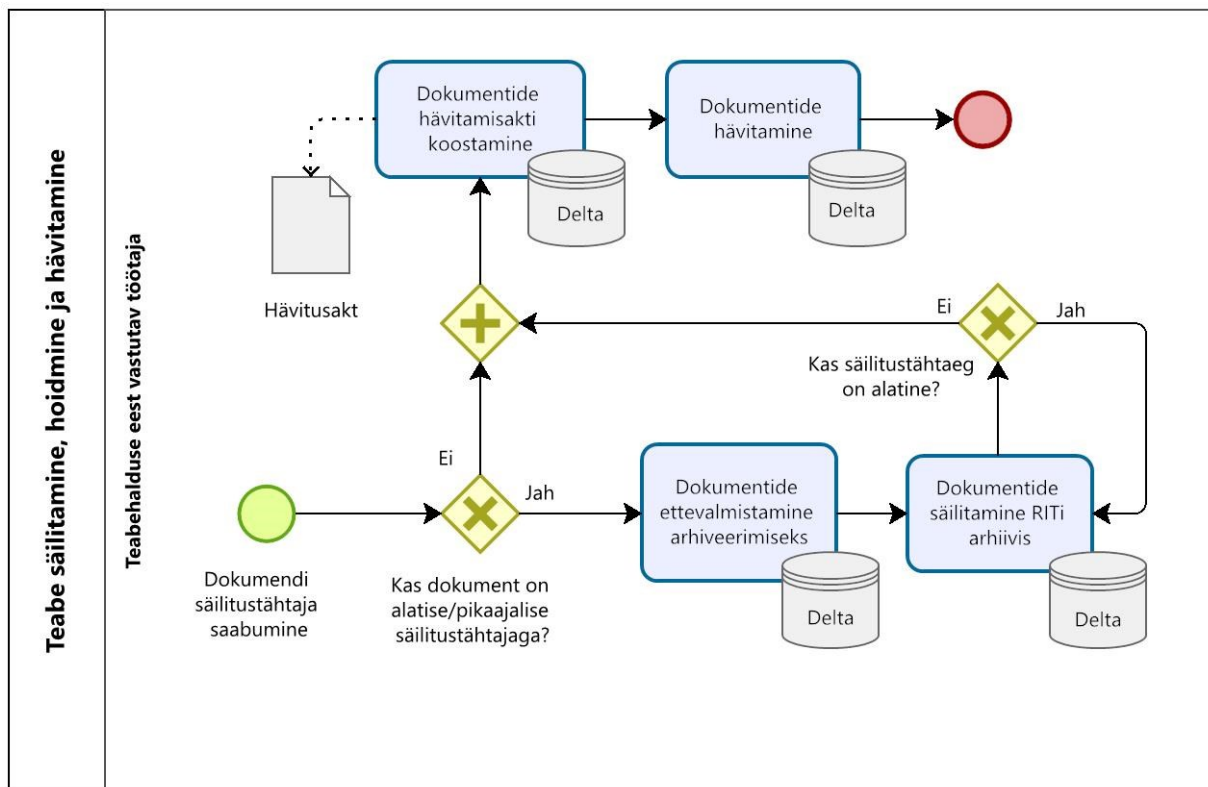 Teabe säilitamine, hoidmine ja hävitamine
Teabehalduse eest vastutav töötaja
Dokumentide
hävitamisakti
koostamine
Delta
Dokumentide
hävitamine
Delta
Hävitusakt
Ei
Jah
Kas säilitustähtaeg
on alatine?
Ei
Jah
Dokumendi
säilitustähtaja
saabumine
Kas dokument on
alatise/pikaajalise
säilitustähtajaga?
Dokumentide
ettevalmistamine
arhiveerimiseks
Delta
Dokumentide
säilitamine RITi
arhiivis
Delta